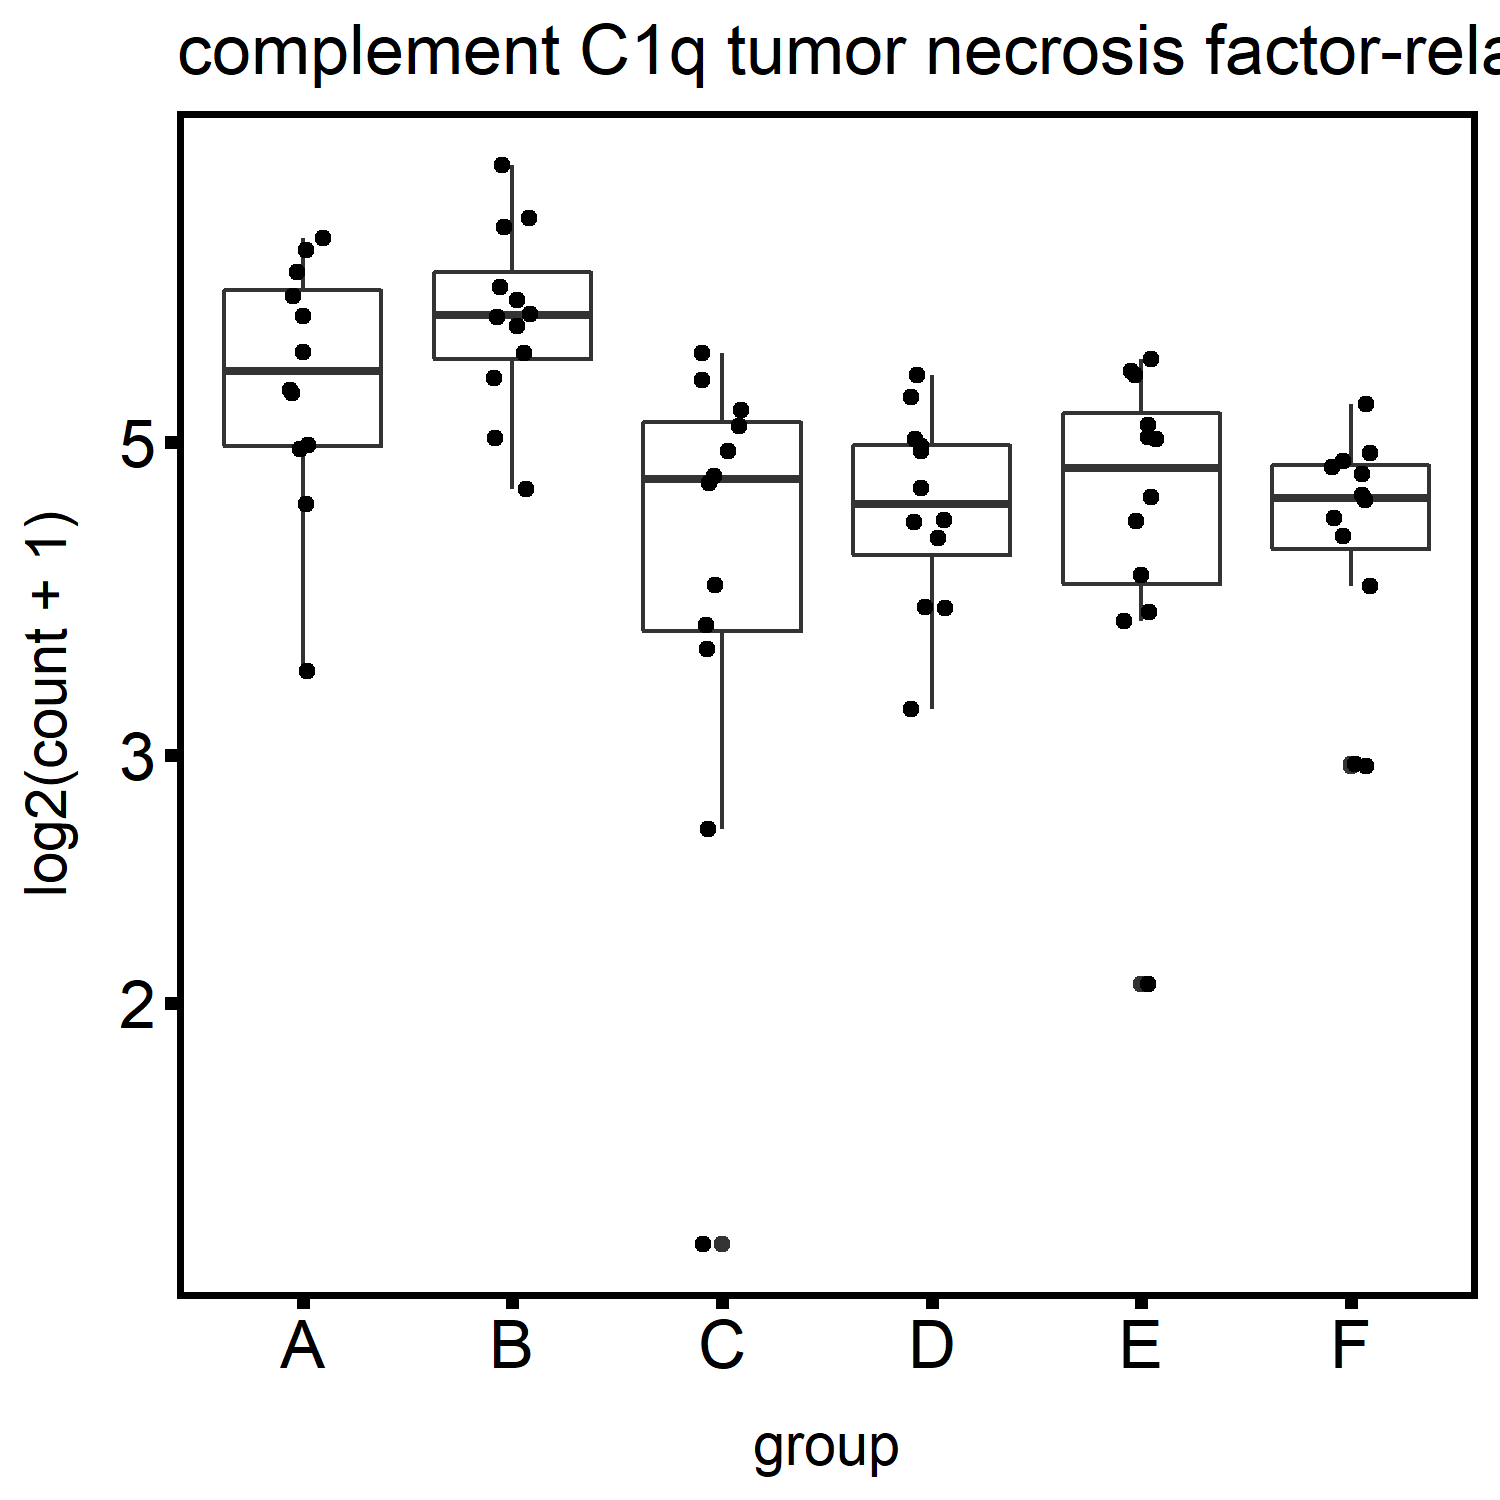 complement C1q tumor necrosis factor-rela
5
3
2
log2(count + 1)
A B C D E F
group